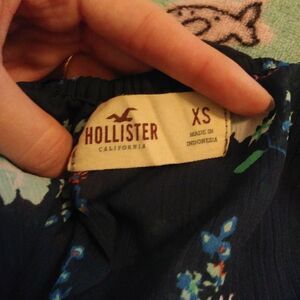 HOLLISTER
CALIFORNIA
XS
MADE IN
INDONESIA